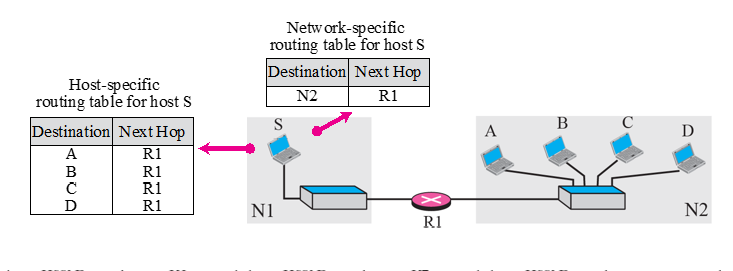 Network-specific
routing table for host S
Destination Next Hop
N2 R1
Host-specific
routing table for host S
Destination Next Hop
A R1
B R1
C R1
D R1
S
N1
R1
A
B
C
D
N2